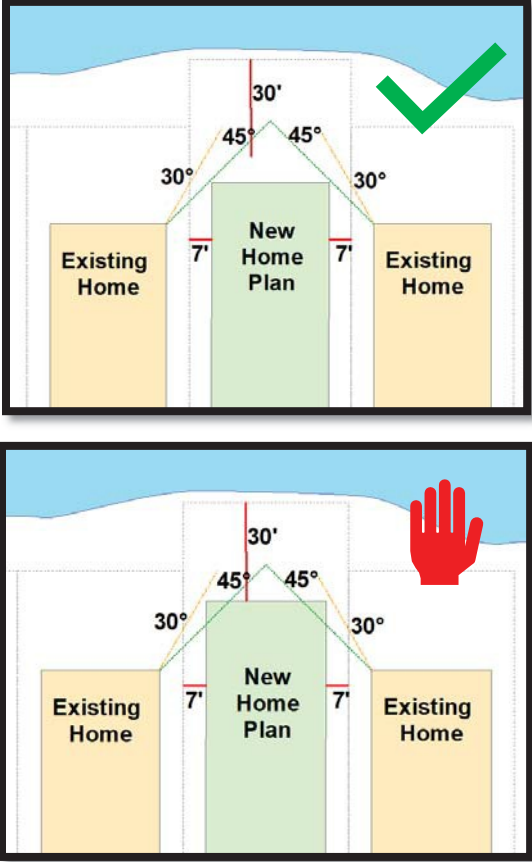 30'
45° 45°
30° 30°
7' 7'
Existing
Home
New
Home
Plan
Existing
Home
30'
45° 45°
30° 30°
7' 7'
Existing
Home
New
Home
Plan
Existing
Home